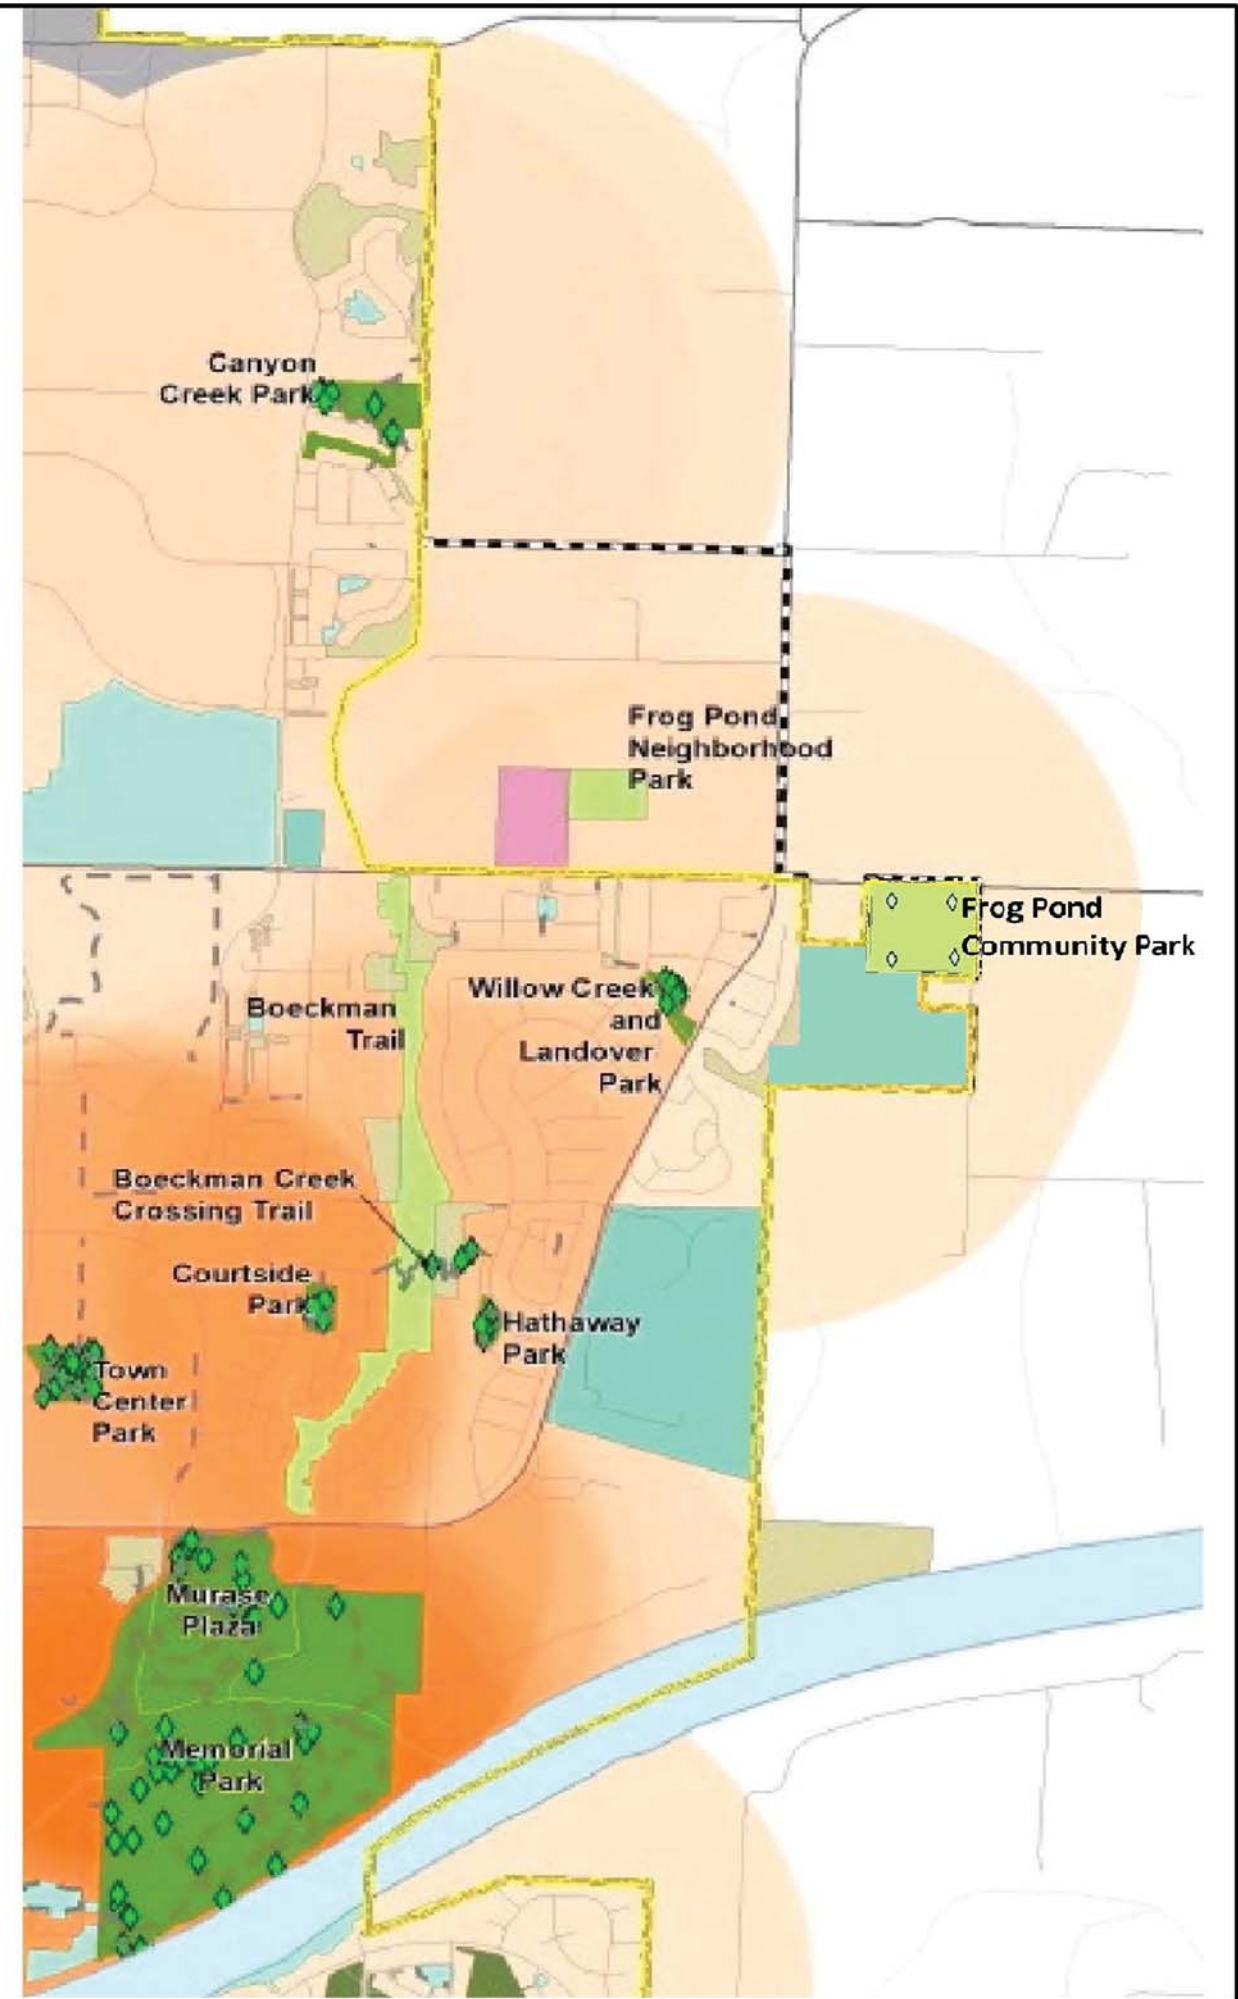 Canyon
Creek Park
Frog Pond
Neighborhood
Park
Frog Pond
Community Park
Willow Creek
and
Landover
Park
Boeckman
Trail
Boeckman Creek
Crossing Trail
Courtside
Park
Hathaway
Park
Town
Center
Park
Murase
Plaza
Memorial
Park